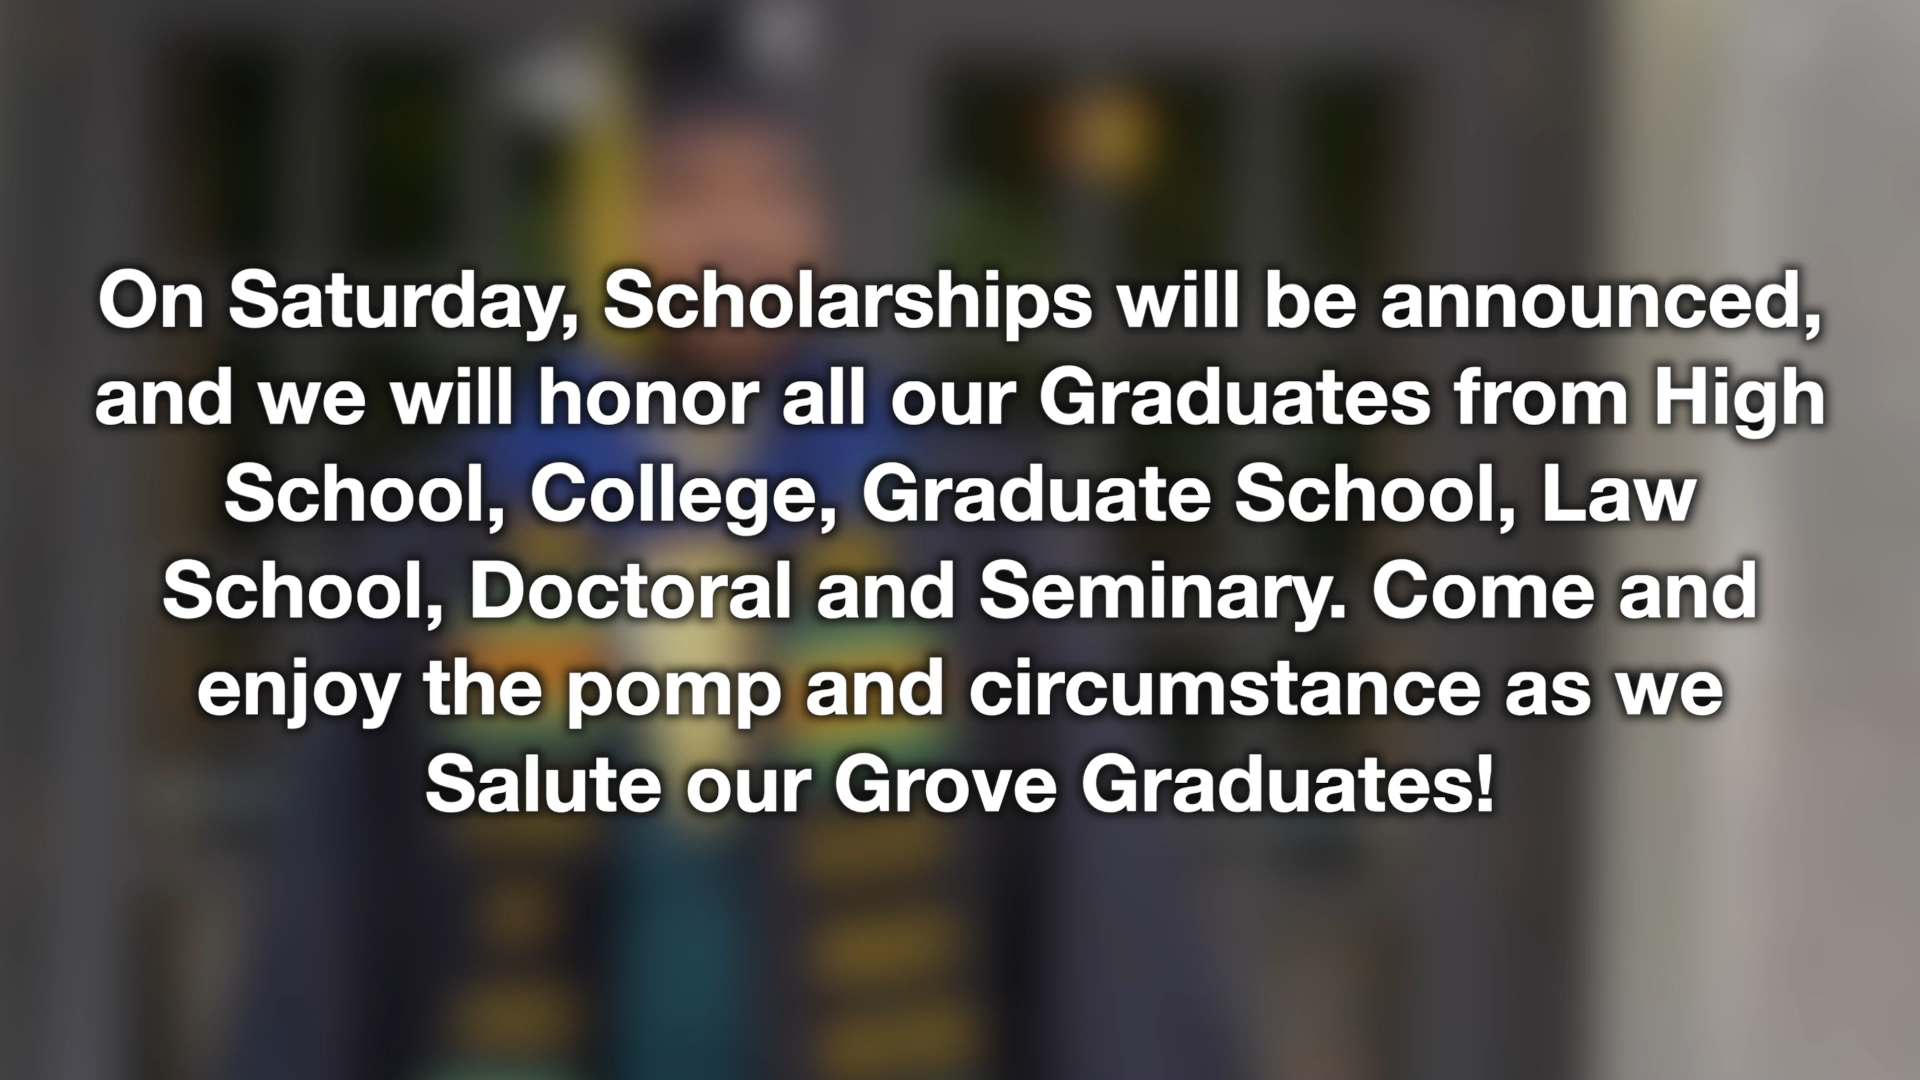 On Saturday, Scholarships will be announced,
and we will honor all our Graduates from High
School, College, Graduate School, Law
School, Doctoral and Seminary. Come and
enjoy the pomp and circumstance as we
Salute our Grove Graduates!